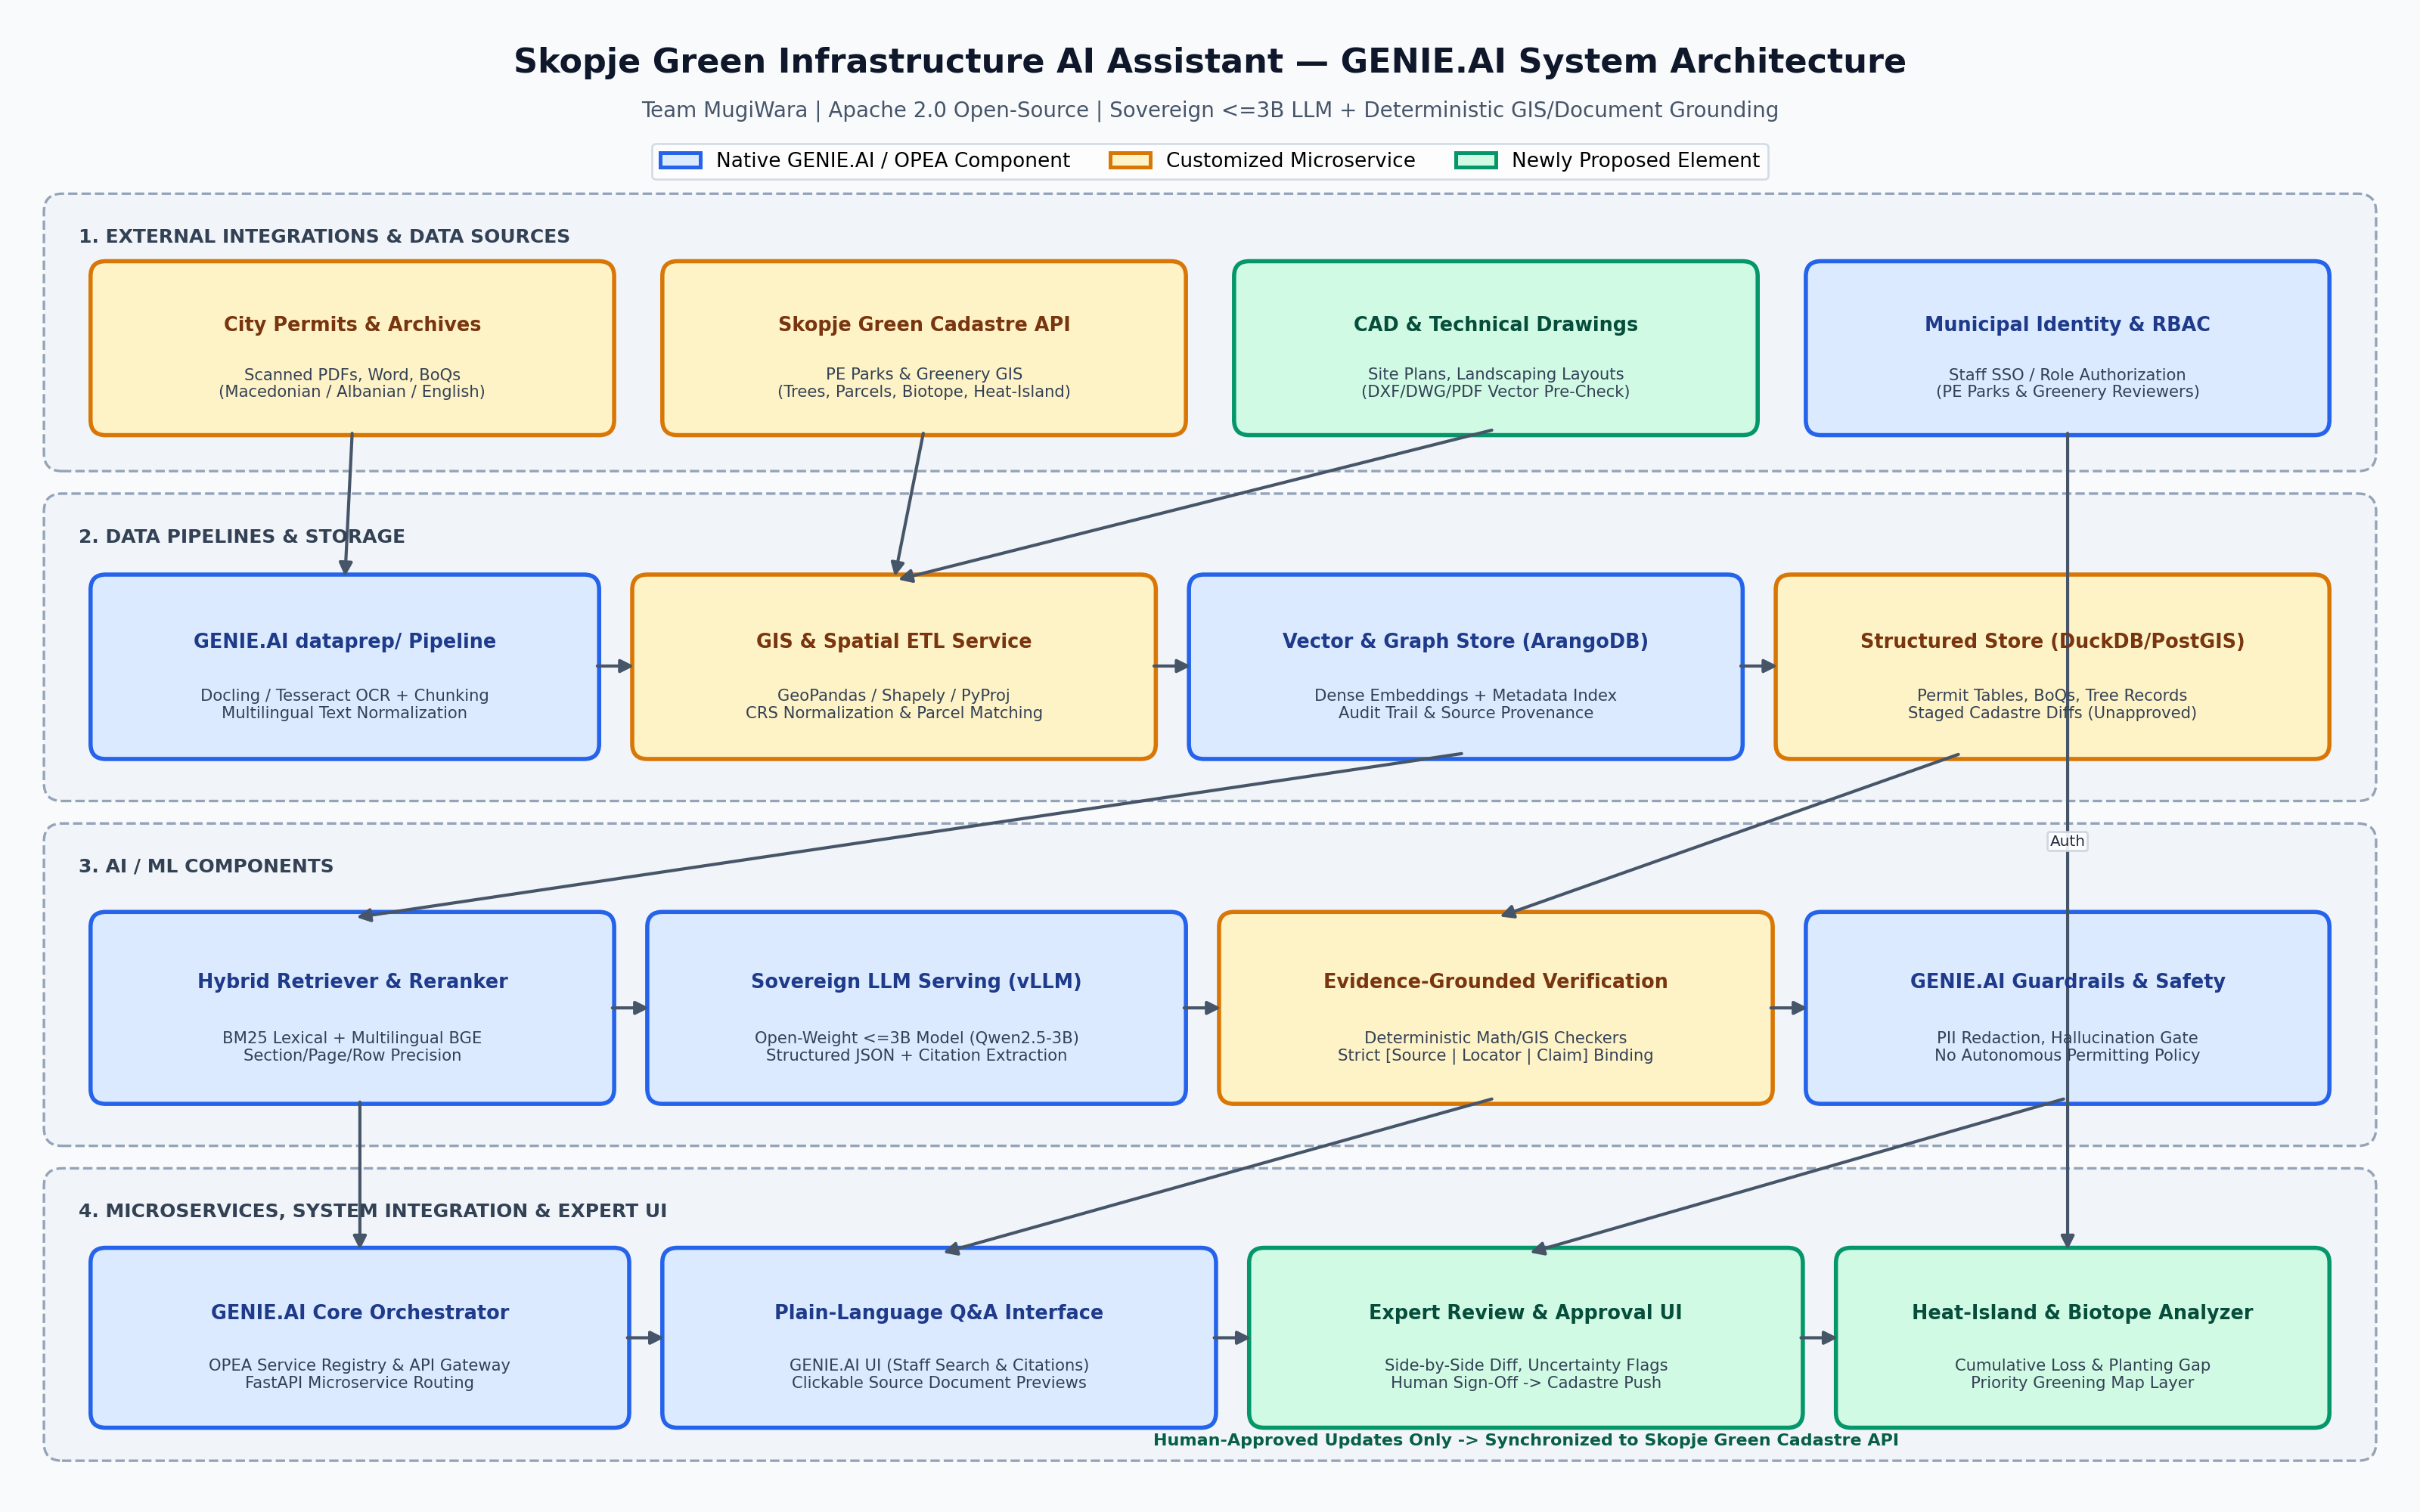 Skopje Green Infrastructure AI Assistant — GENIE.AI System Architecture
Team MugiWara | Apache 2.0 Open-Source | Sovereign <=3B LLM + Deterministic GIS/Document Grounding
Native GENIE.AI / OPEA Component
Customized Microservice
Newly Proposed Element
1. EXTERNAL INTEGRATIONS & DATA SOURCES
City Permits & Archives
Scanned PDFs, Word, BoQs
(Macedonian / Albanian / English)
Skopje Green Cadastre API
PE Parks & Greenery GIS
(Trees, Parcels, Biotope, Heat-Island)
CAD & Technical Drawings
Site Plans, Landscaping Layouts
(DXF/DWG/PDF Vector Pre-Check)
Municipal Identity & RBAC
Staff SSO / Role Authorization
(PE Parks & Greenery Reviewers)
2. DATA PIPELINES & STORAGE
GENIE.AI dataprep/ Pipeline
Docling / Tesseract OCR + Chunking
Multilingual Text Normalization
GIS & Spatial ETL Service
GeoPandas / Shapely / PyProj
CRS Normalization & Parcel Matching
Vector & Graph Store (ArangoDB)
Dense Embeddings + Metadata Index
Audit Trail & Source Provenance
Structured Store (DuckDB/PostGIS)
Permit Tables, BoQs, Tree Records
Staged Cadastre Diffs (Unapproved)
Auth
3. AI / ML COMPONENTS
Hybrid Retriever & Reranker
BM25 Lexical + Multilingual BGE
Section/Page/Row Precision
Sovereign LLM Serving (vLLM)
Open-Weight <=3B Model (Qwen2.5-3B)
Structured JSON + Citation Extraction
Evidence-Grounded Verification
Deterministic Math/GIS Checkers
Strict [Source | Locator | Claim] Binding
GENIE.AI Guardrails & Safety
PII Redaction, Hallucination Gate
No Autonomous Permitting Policy
4. MICROSERVICES, SYSTEM INTEGRATION & EXPERT UI
GENIE.AI Core Orchestrator
OPEA Service Registry & API Gateway
FastAPI Microservice Routing
Plain-Language Q&A Interface
GENIE.AI UI (Staff Search & Citations)
Clickable Source Document Previews
Expert Review & Approval UI
Side-by-Side Diff, Uncertainty Flags
Human Sign-Off -> Cadastre Push
Heat-Island & Biotope Analyzer
Cumulative Loss & Planting Gap
Priority Greening Map Layer
Human-Approved Updates Only -> Synchronized to Skopje Green Cadastre API